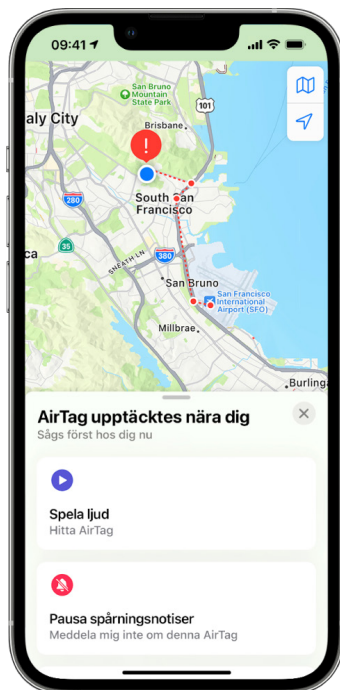 09:41
San Bruno
Mountain
State Park
101
aly City
Brisbane
South San
Francisco
280
35
ca
SNEATH LN
380
San Bruno
San Francisco
International
Airport (SFO)
Millbrae
Burling
AirTag upptäcktes nära dig
Sågs först hos dig nu
Spela ljud
Hitta AirTag
Pausa spårningsnotiser
Meddela mig inte om denna AirTag